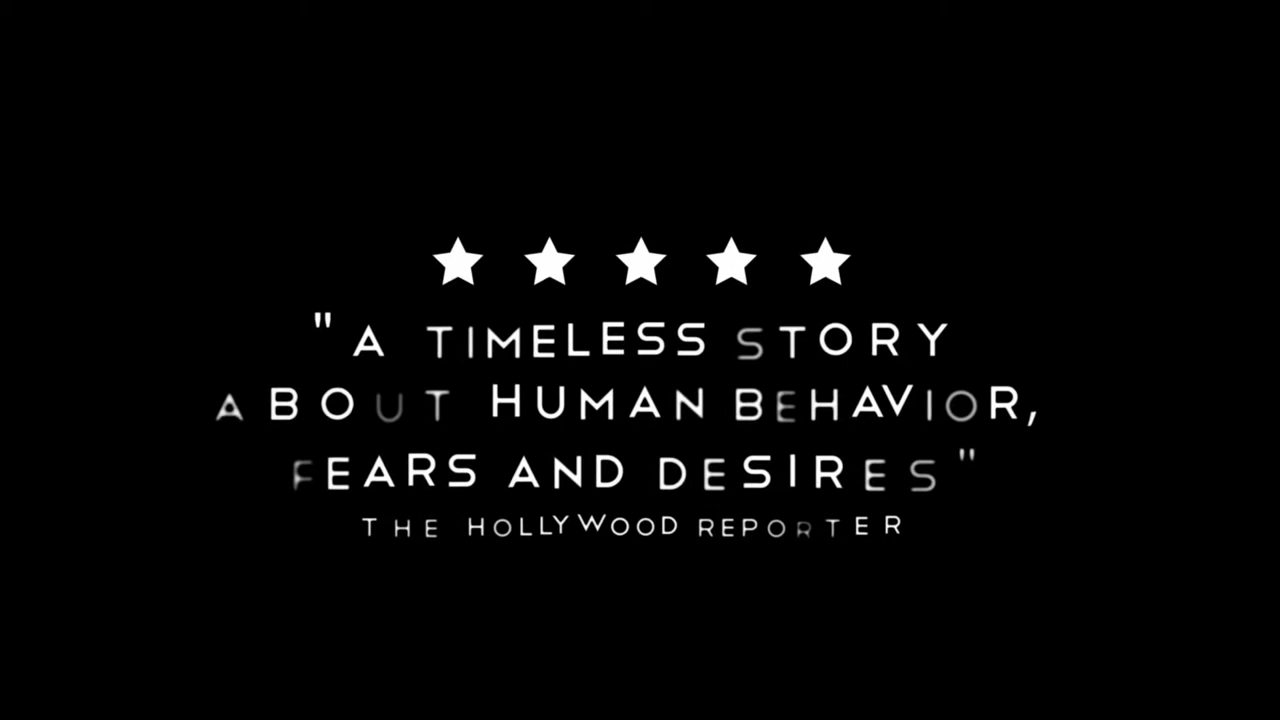 "A TIMELESS STORY
ABOUT HUMAN BEHAVIOR,
FEARS AND DESIRES"
THE HOLLYWOOD REPORTER